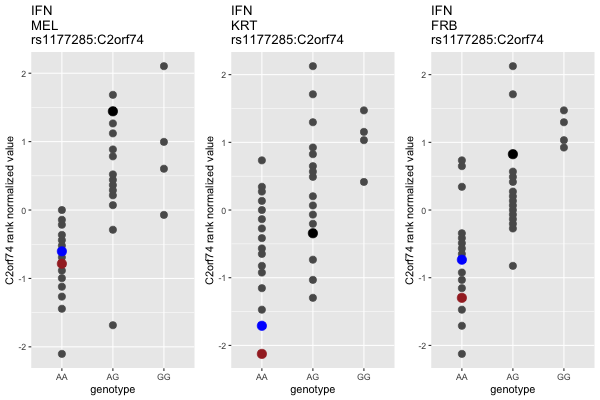 IFN
MEL
rs1177285:C2orf74
C2orf74 rank normalized value
2
1
0
-1
-2
AA AG GG
genotype
IFN
KRT
rs1177285:C2orf74
C2orf74 rank normalized value
2
1
0
-1
-2
AA AG GG
genotype
IFN
FRB
rs1177285:C2orf74
C2orf74 rank normalized value
2
1
0
-1
-2
AA AG GG
genotype